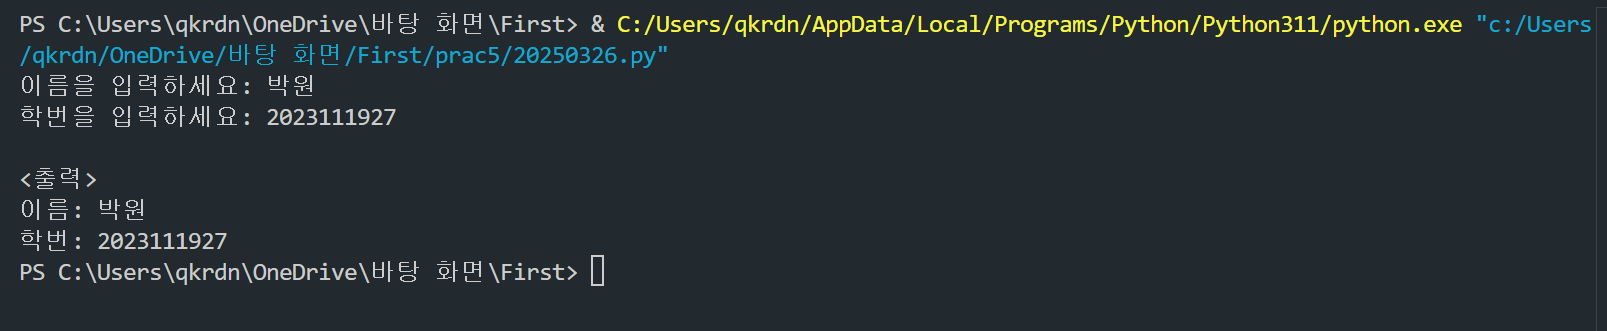 PS C:\Users\qkrdn\OneDrive\바탕 화면\First> & C:/Users/qkrdn/AppData/Local/Programs/Python/Python311/python.exe "c:/Users
/qkrdn/OneDrive/바탕 화면/First/prac5/20250326.py"
이름을 입력하세요: 박원
학번을 입력하세요: 2023111927
<출력>
이름: 박원
학번: 2023111927
PS C:\Users\qkrdn\OneDrive\바탕 화면\First>